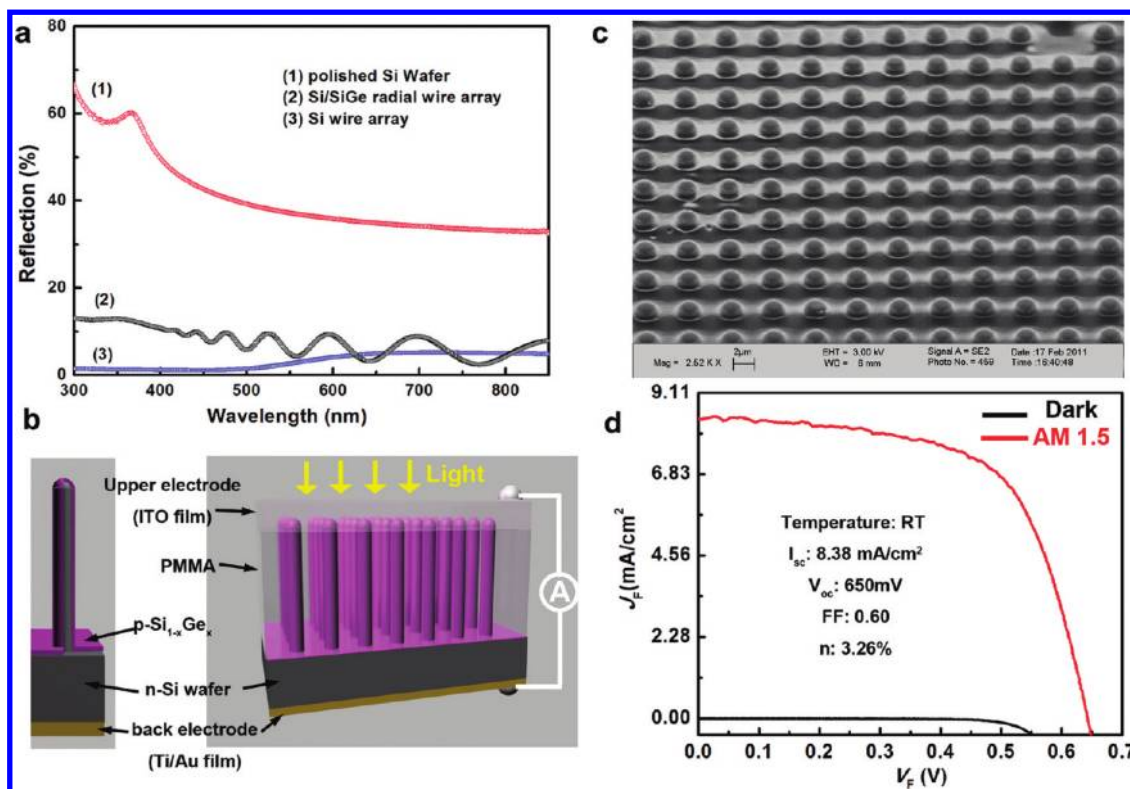 a
80
60
40
20
0
Reflection (%)
(1)
(2)
(3)
(1) polished Si Wafer
(2) Si/SiGe radial wire array
(3) Si wire array
300 400 500 600 700 800
Wavelength (nm)
b
Upper electrode
(ITO film)
PMMA
p-Si1-xGex
n-Si wafer
back electrode
(Ti/Au film)
Light
A
c
Mag = 2.52 K X
2µm
EHT = 3.00 kV
WD = 6 mm
Signal A = SE2
Photo No. = 459
Date :17 Feb 2011
Time :16:40:48
d
Dark
AM 1.5
9.11
6.83
4.56
2.28
0.00
JF(mA/cm²)
Temperature: RT
Isc: 8.38 mA/cm²
Voc: 650mV
FF: 0.60
n: 3.26%
0.0 0.1 0.2 0.3 0.4 0.5 0.6 0.7
VF (V)